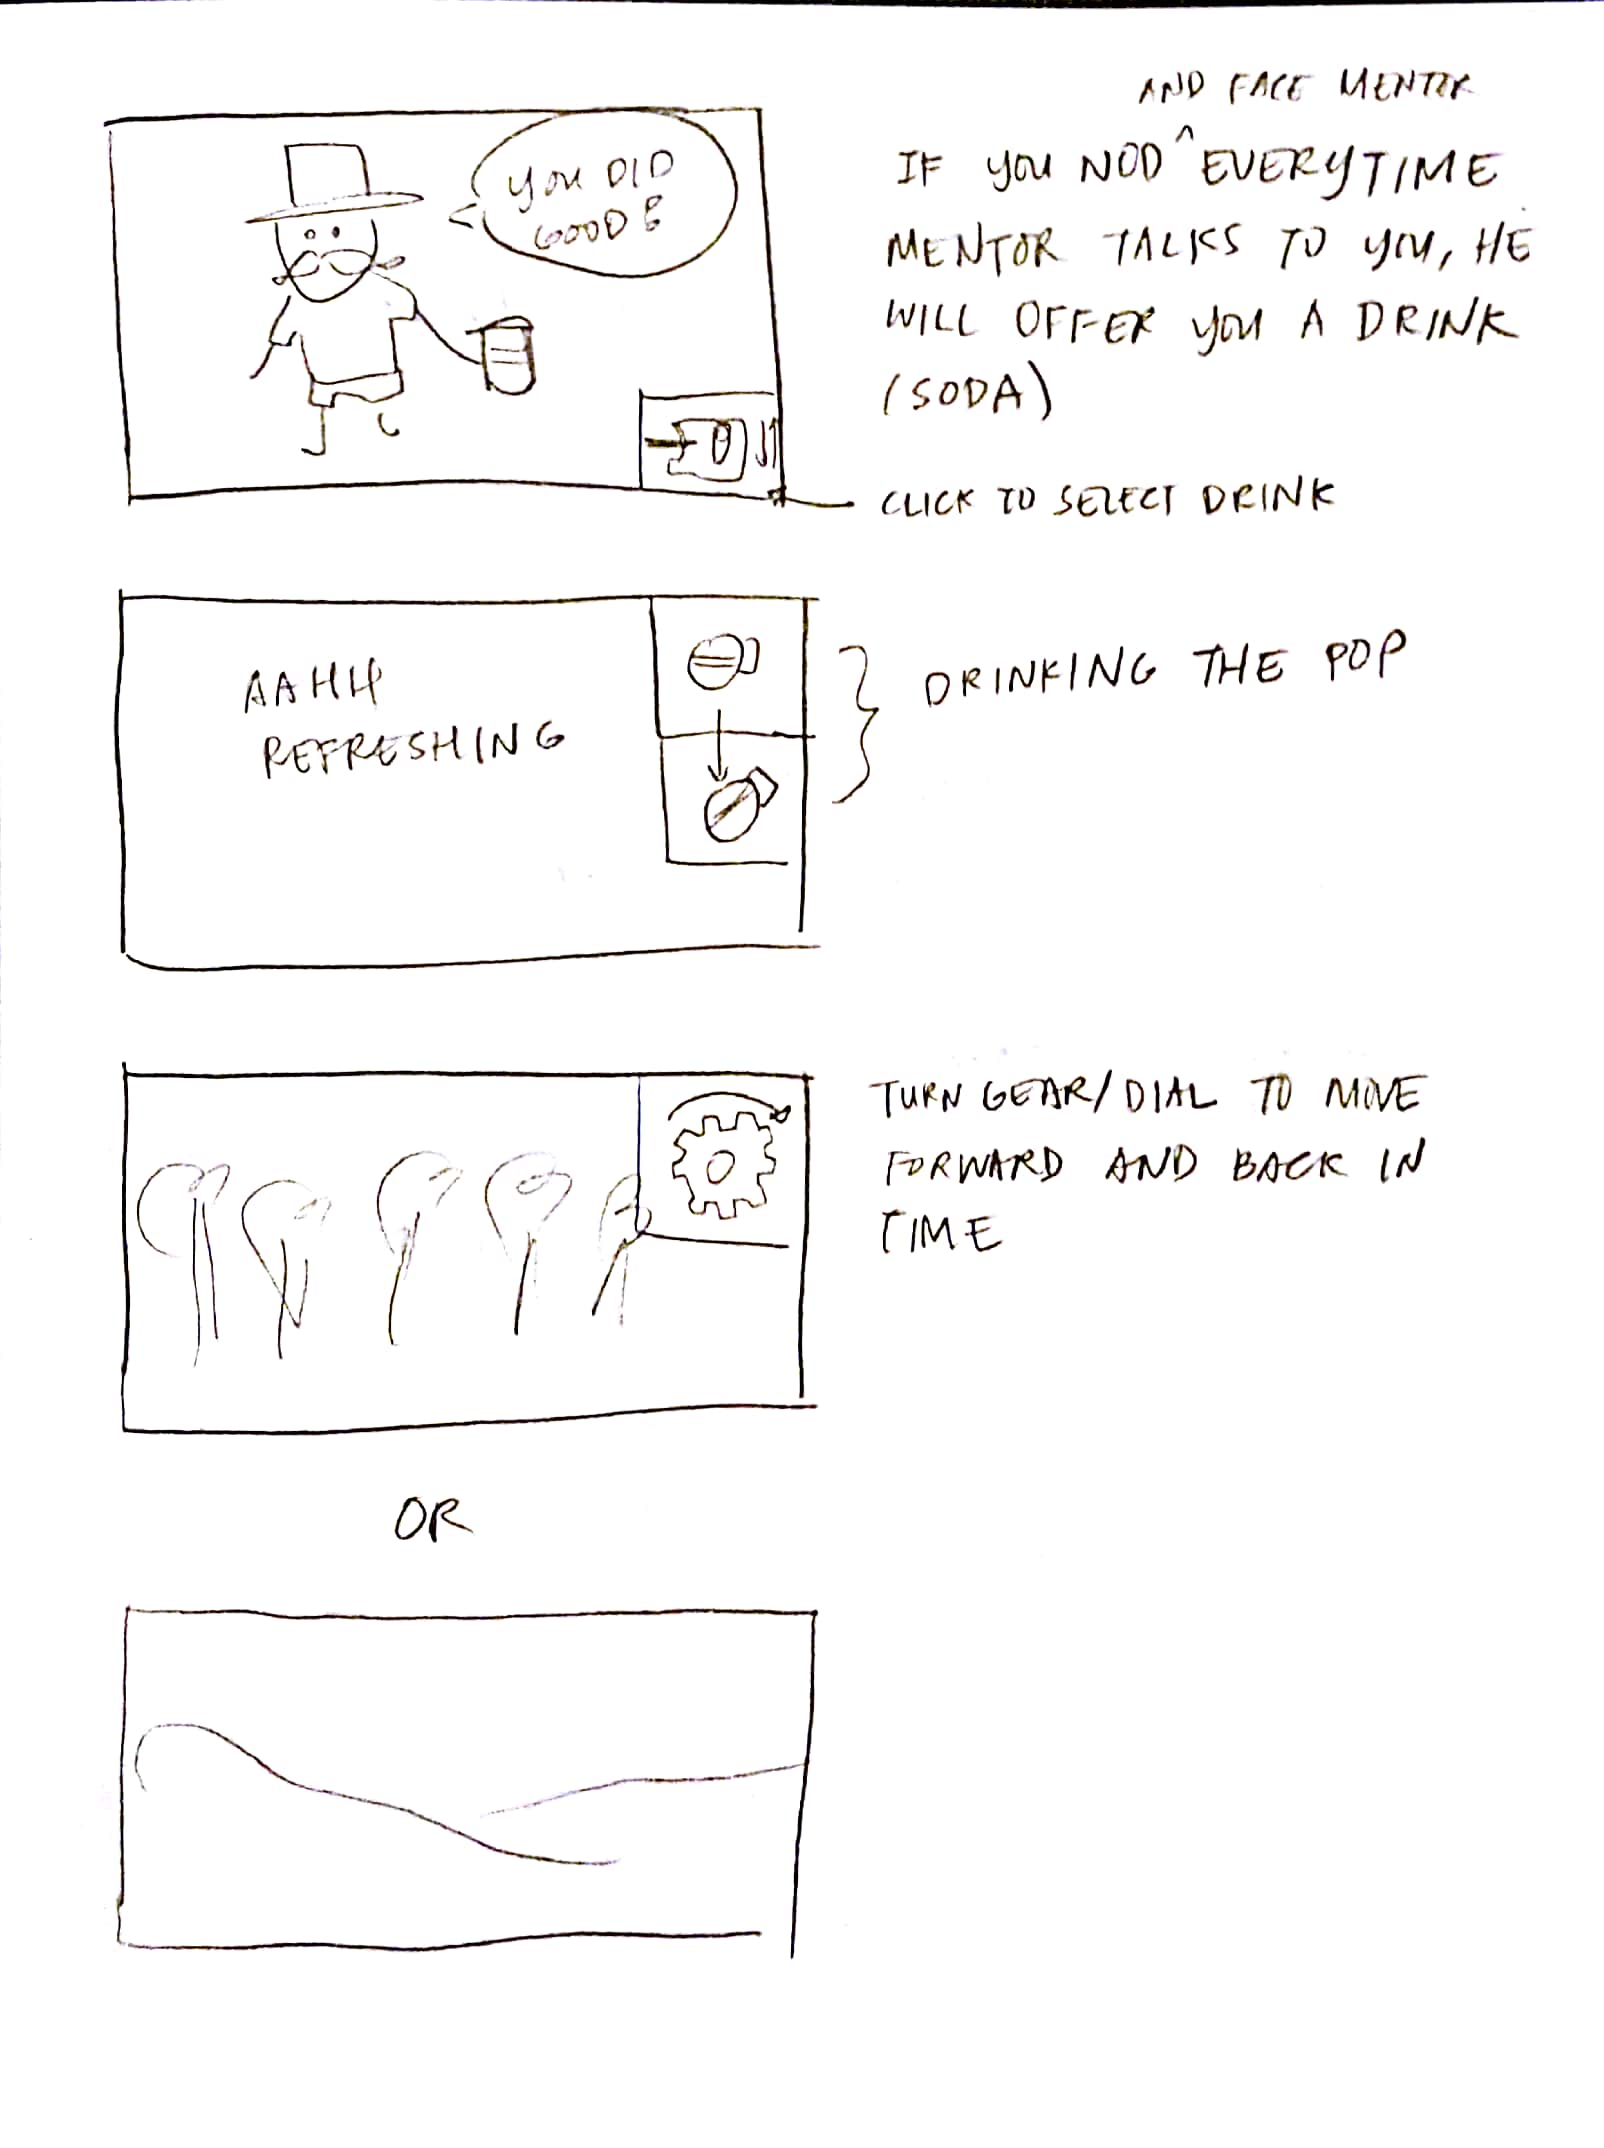 YOU DID
GOOD!
AND FACE MENTOR
IF YOU NOD ^ EVERYTIME
MENTOR TALKS TO YOU, HE
WILL OFFER YOU A DRINK
(SODA)
CLICK TO SELECT DRINK
AAHH
REFRESHING
DRINKING THE POP
TURN GEAR/DIAL TO MOVE
FORWARD AND BACK IN
TIME
OR